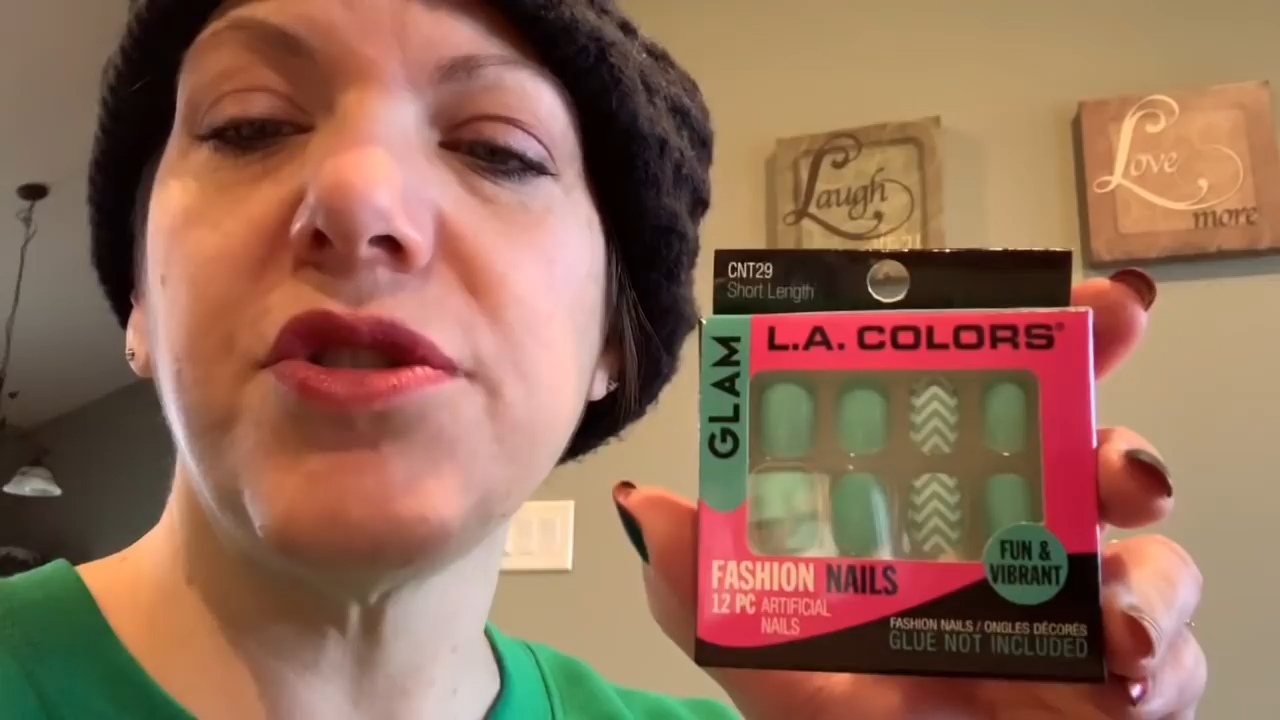 Laugh
Love
more
CNT29
Short Length
L.A. COLORS®
GLAM
FUN &
VIBRANT
FASHION NAILS
12 PC ARTIFICIAL
NAILS
FASHION NAILS / ONGLES DÉCORÉS
GLUE NOT INCLUDED